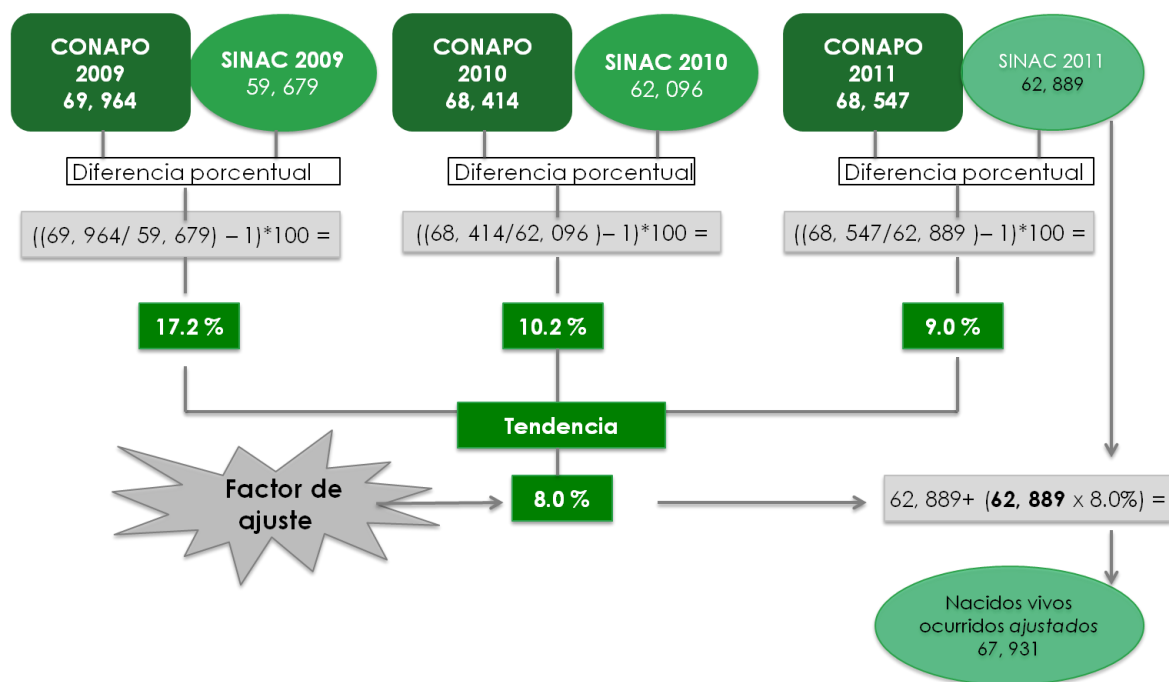 CONAPO
2009
69, 964
SINAC 2009
59, 679
CONAPO
2010
68, 414
SINAC 2010
62, 096
CONAPO
2011
68, 547
SINAC 2011
62, 889
Diferencia porcentual
Diferencia porcentual
Diferencia porcentual
((69, 964/ 59, 679) – 1)*100 =
((68, 414/62, 096 )– 1)*100 =
((68, 547/62, 889 )– 1)*100 =
17.2 %
10.2 %
9.0 %
Tendencia
Factor de
ajuste
8.0 %
62, 889+ (62, 889 x 8.0%) =
Nacidos vivos
ocurridos ajustados
67, 931